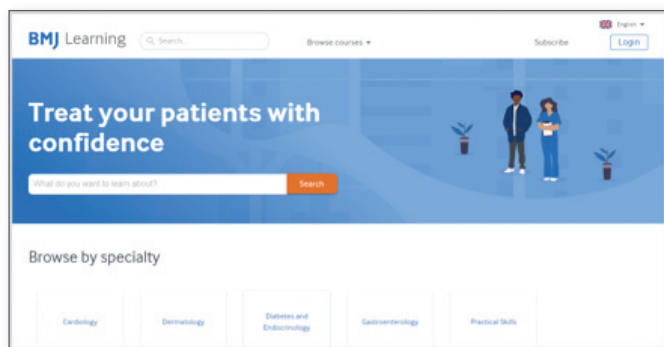 English
BMJ Learning
Search...
Browse courses
Subscribe
Login
Treat your patients with
confidence
What do you want to learn about?
Search
Browse by specialty
Cardiology
Dermatology
Diabetes and
Endocrinology
Gastroenterology
Practical Skills